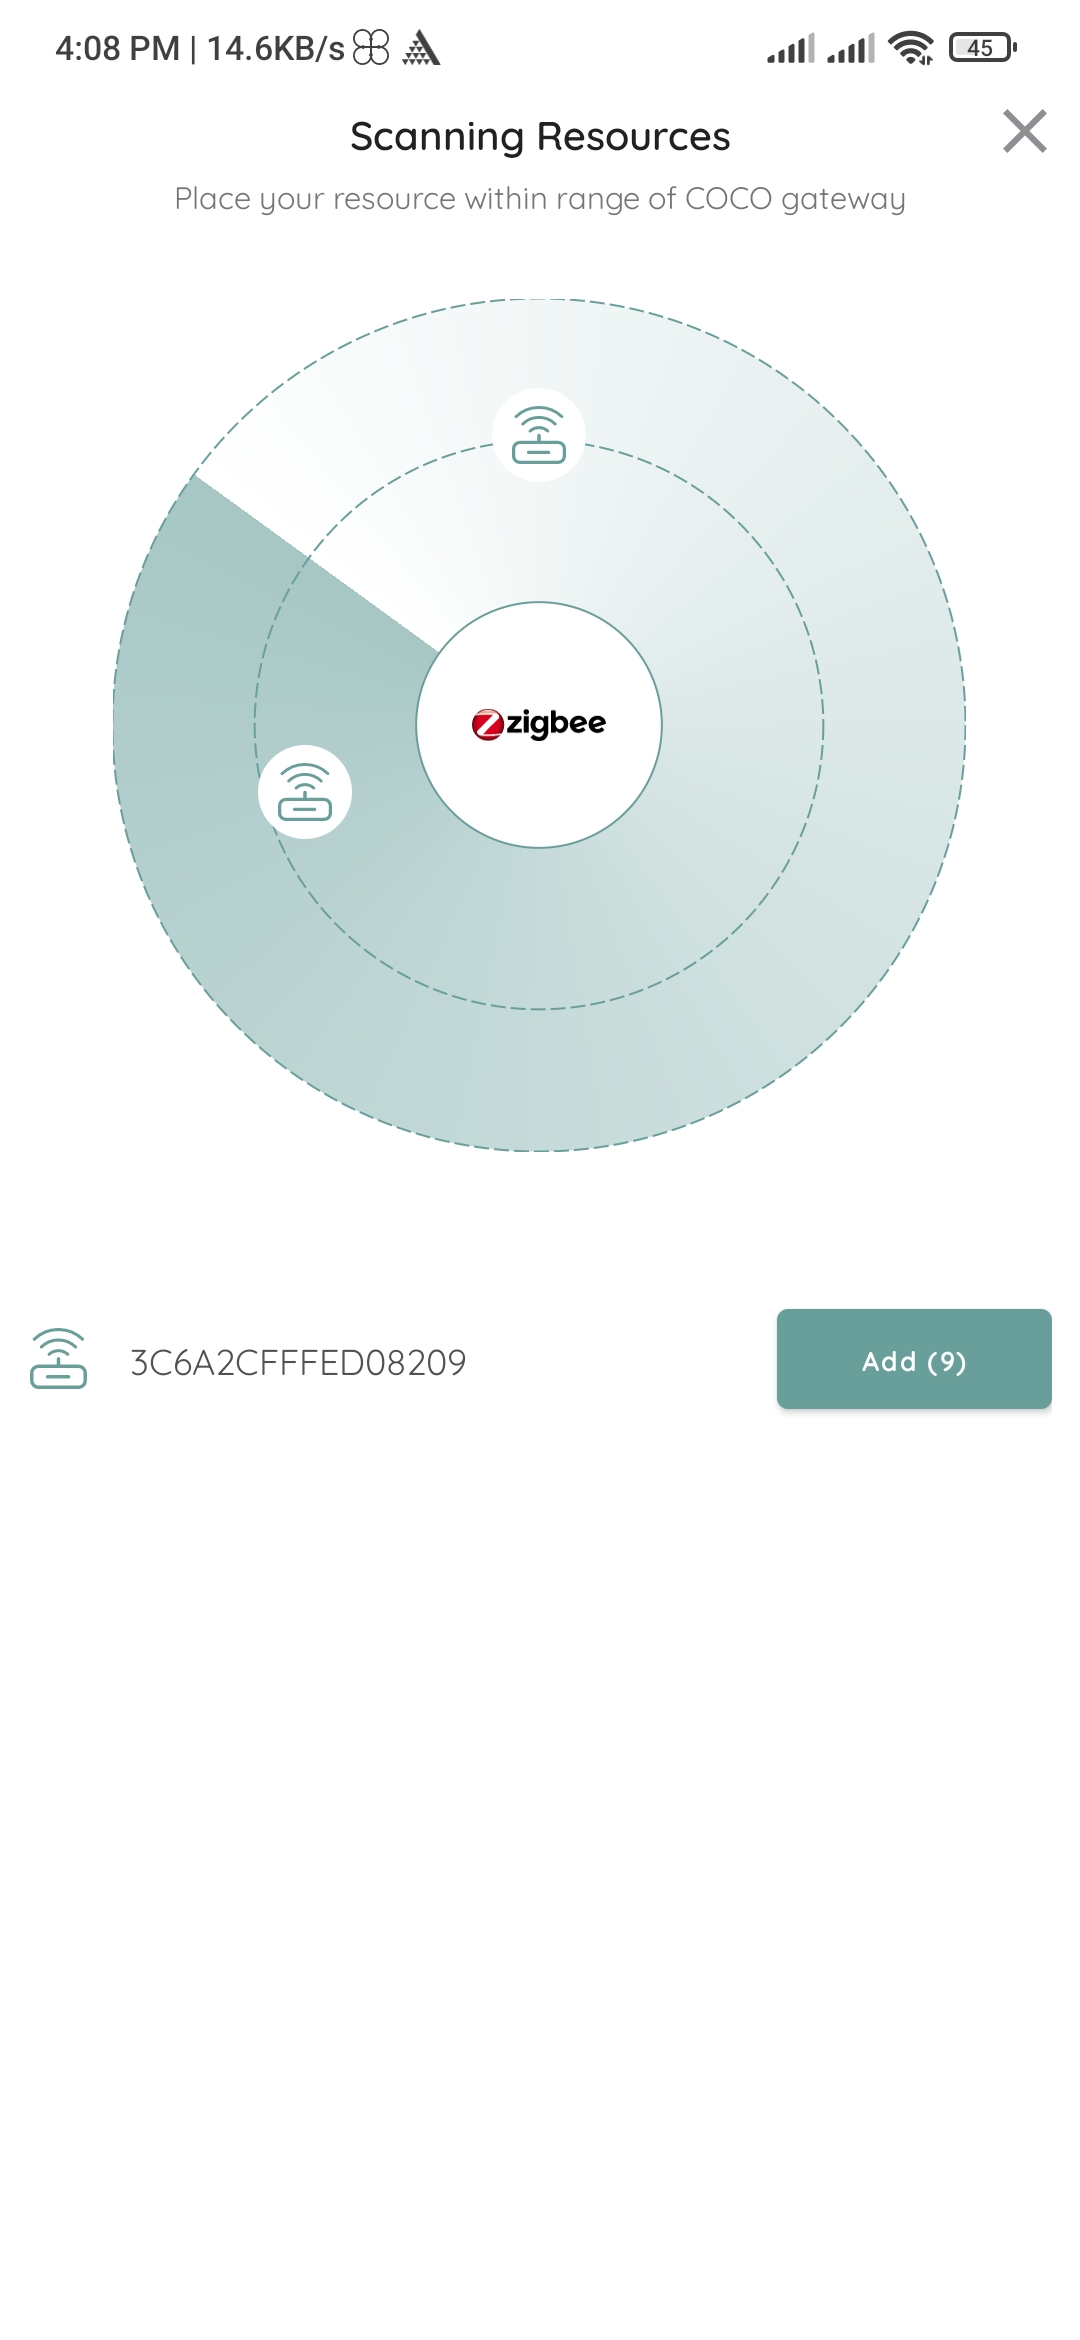 4:08 PM | 14.6KB/s
45
Scanning Resources
Place your resource within range of COCO gateway
zigbee
3C6A2CFFFED08209
Add (9)